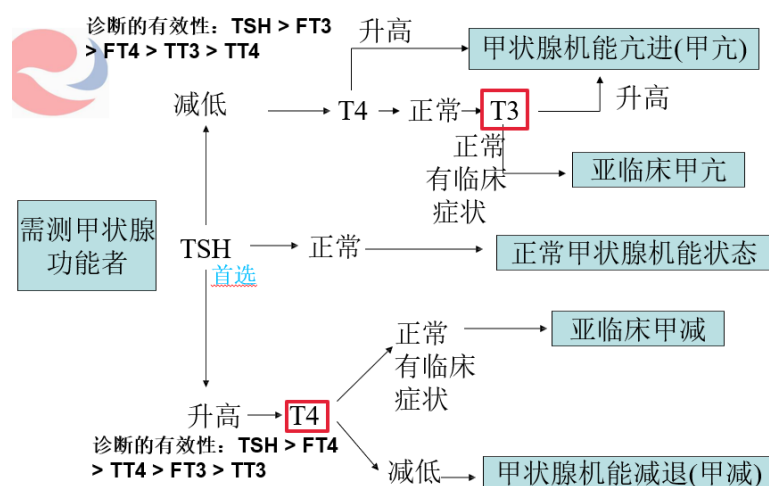 诊断的有效性：TSH > FT3
> FT4 > TT3 > TT4
升高
甲状腺机能亢进(甲亢)
减低
T4
正常
T3
升高
正常
有临床
症状
亚临床甲亢
需测甲状腺
功能者
TSH
首选
正常
正常甲状腺机能状态
正常
有临床
症状
亚临床甲减
升高
T4
诊断的有效性：TSH > FT4
> TT4 > FT3 > TT3
减低
甲状腺机能减退(甲减)